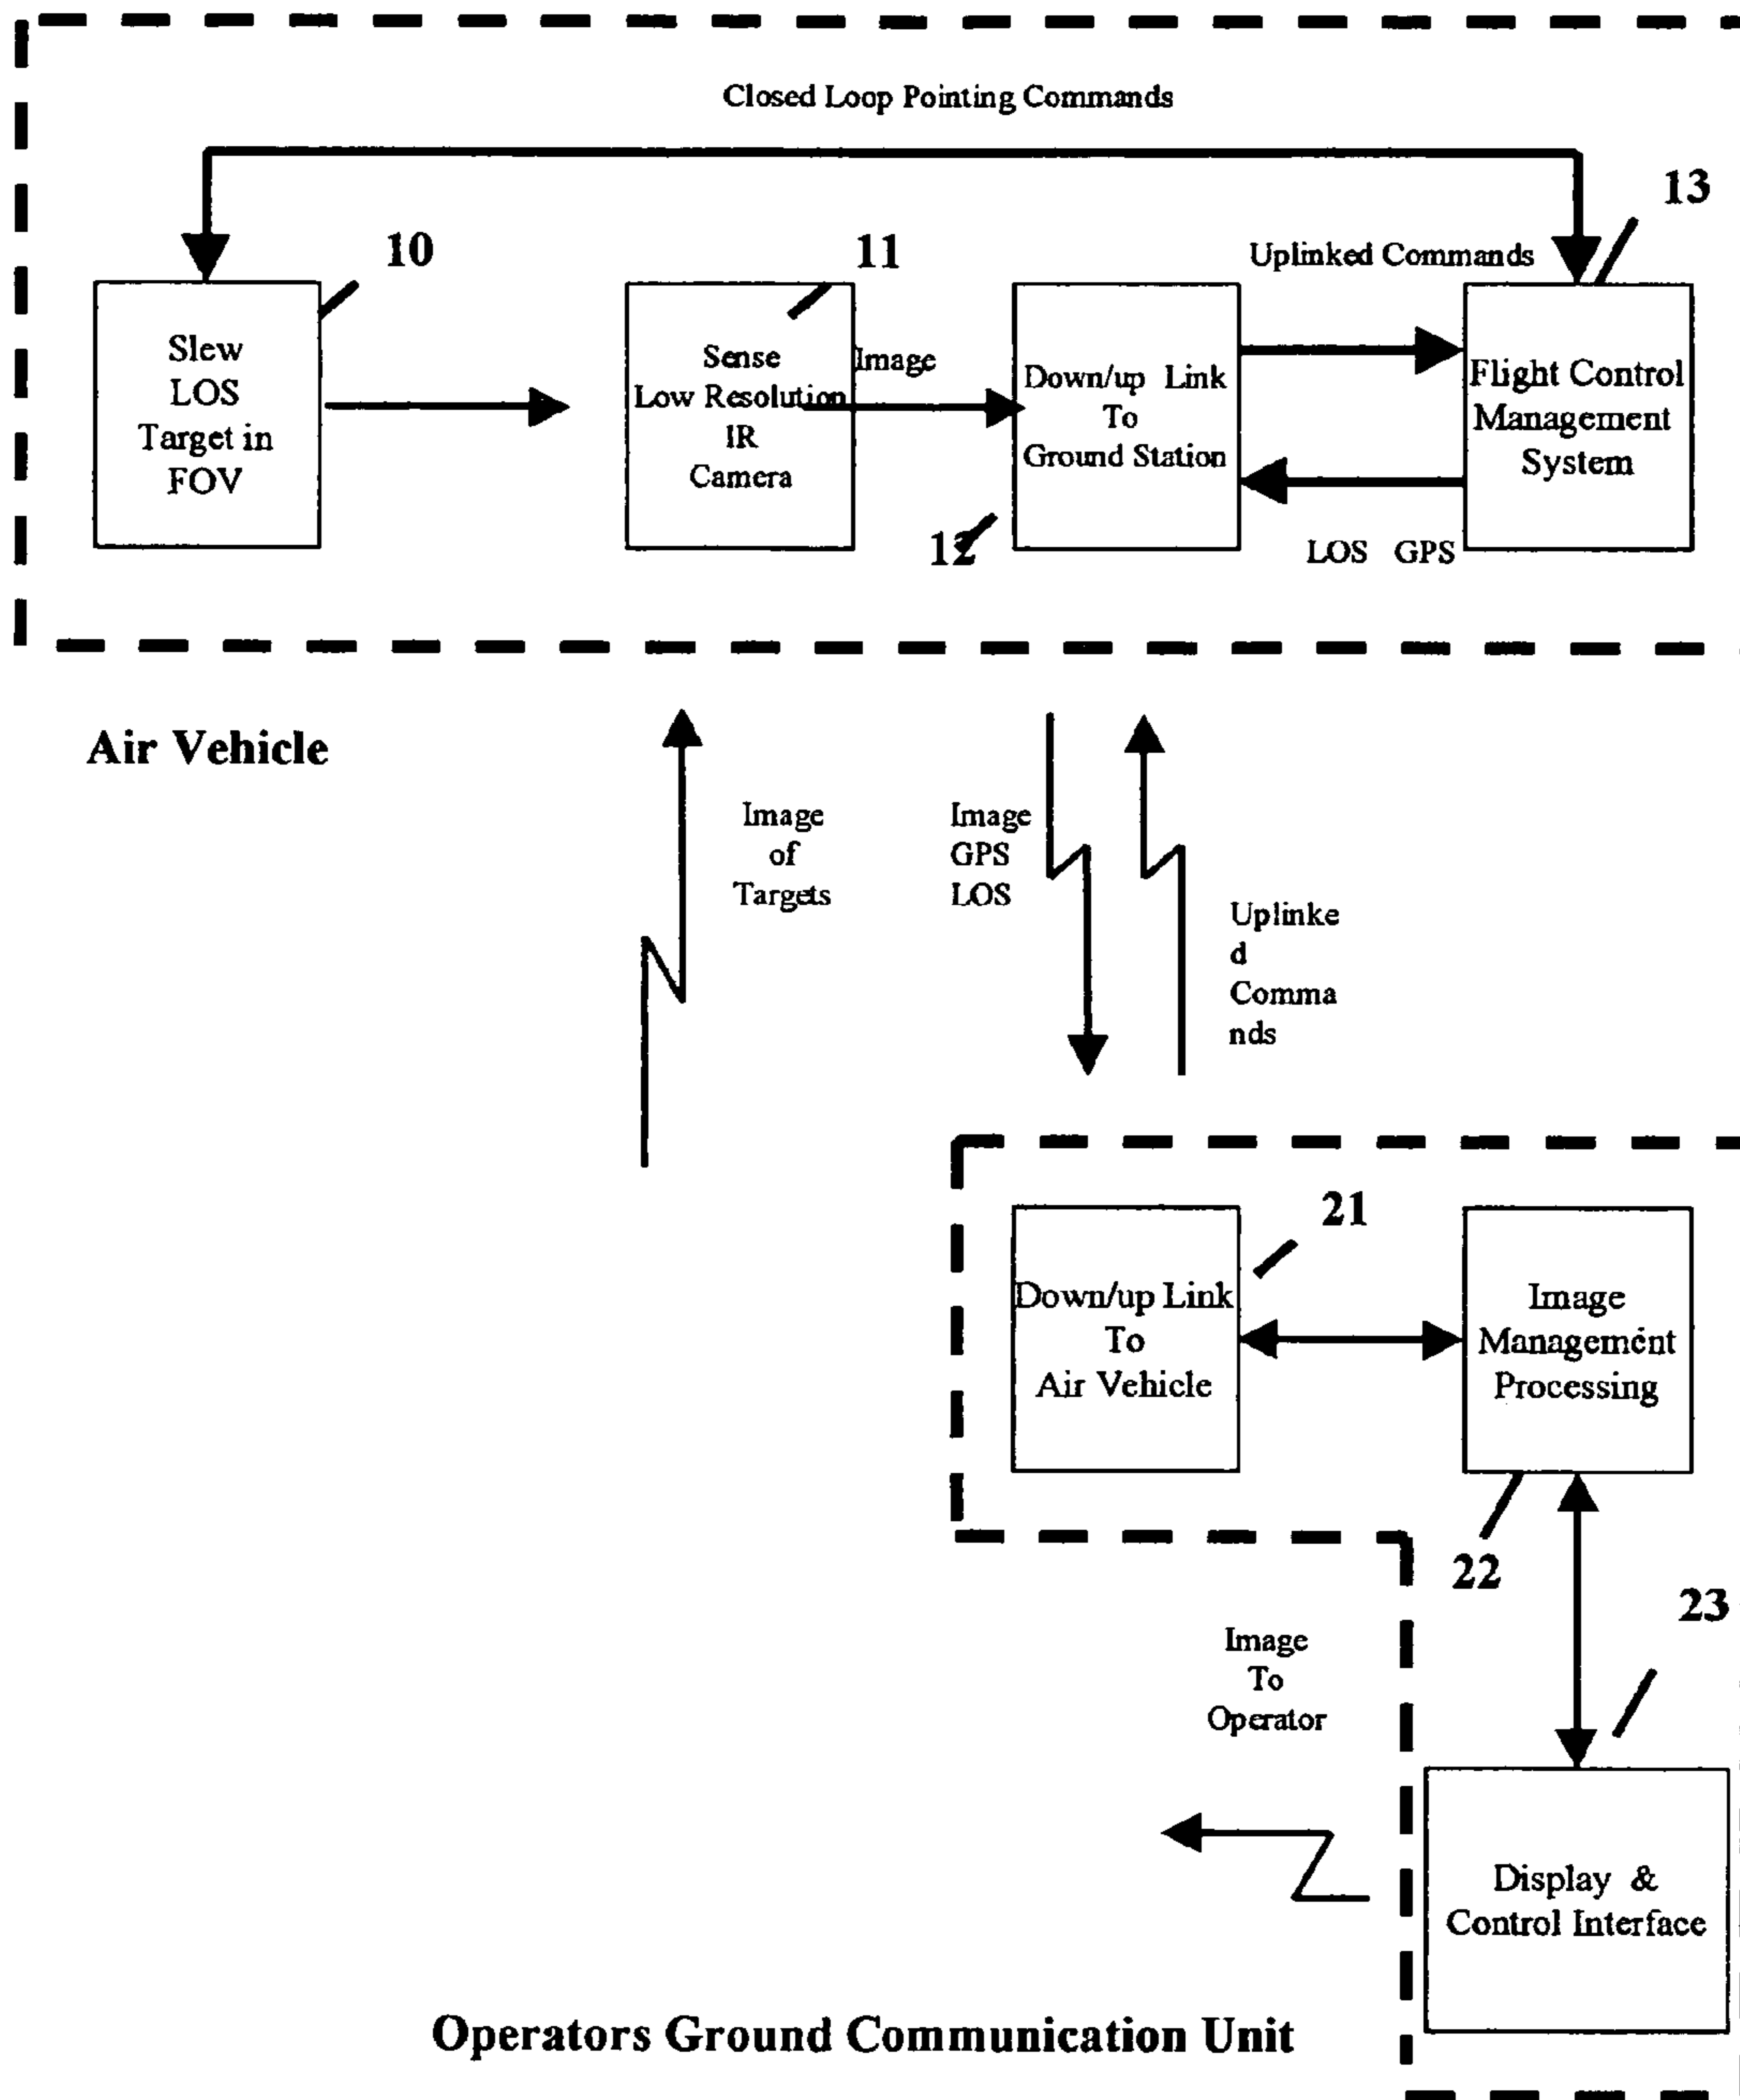 Closed Loop Pointing Commands
13
10
11
Uplinked Commands
Slew
LOS
Target in
FOV
Sense
Low Resolution
IR
Camera
Image
Down/up Link
To
Ground Station
Flight Control
Management
System
12
LOS GPS
Air Vehicle
Image
of
Targets
Image
GPS
LOS
Uplinke
d
Comma
nds
21
Down/up Link
To
Air Vehicle
Image
Management
Processing
22
23
Image
To
Operator
Display &
Control Interface
Operators Ground Communication Unit